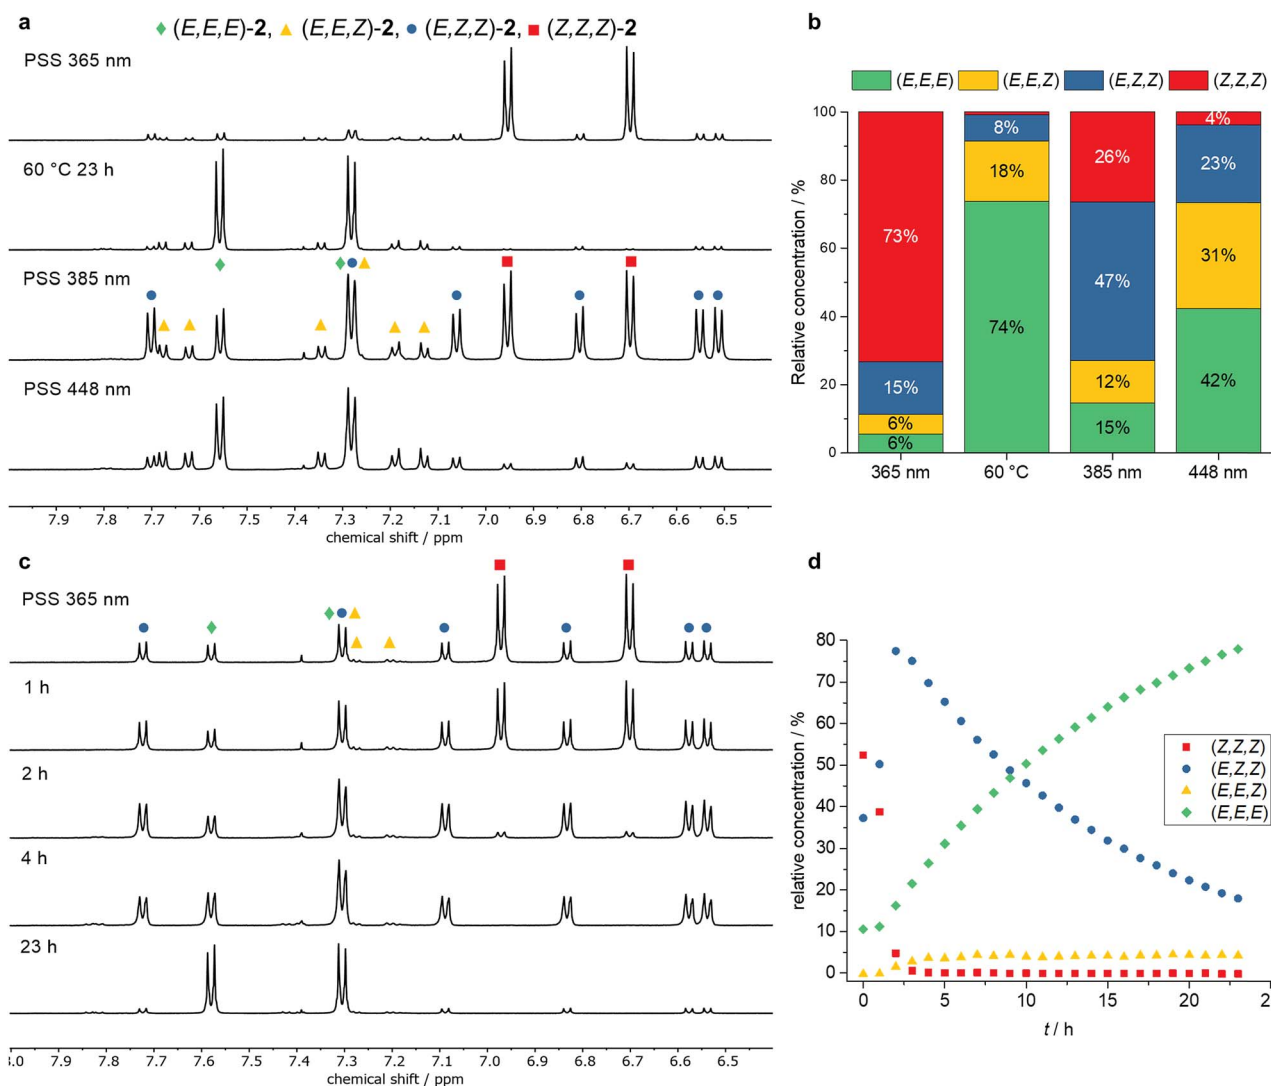 a
(E,E,E)-2, (E,E,Z)-2, (E,Z,Z)-2, (Z,Z,Z)-2
PSS 365 nm
60 °C 23 h
PSS 385 nm
PSS 448 nm
7.9 7.8 7.7 7.6 7.5 7.4 7.3 7.2 7.1 7.0 6.9 6.8 6.7 6.6 6.5
chemical shift / ppm
b
(E,E,E) (E,E,Z) (E,Z,Z) (Z,Z,Z)
Relative concentration / %
100
80
60
40
20
0
73%
15%
6%
6%
8%
18%
74%
26%
47%
12%
15%
4%
23%
31%
42%
365 nm 60 °C 385 nm 448 nm
c
PSS 365 nm
1 h
2 h
4 h
23 h
3.0 7.9 7.8 7.7 7.6 7.5 7.4 7.3 7.2 7.1 7.0 6.9 6.8 6.7 6.6 6.5
chemical shift / ppm
d
relative concentration / %
80
70
60
50
40
30
20
10
0
(Z,Z,Z)
(E,Z,Z)
(E,E,Z)
(E,E,E)
0 5 10 15 20 2
t / h